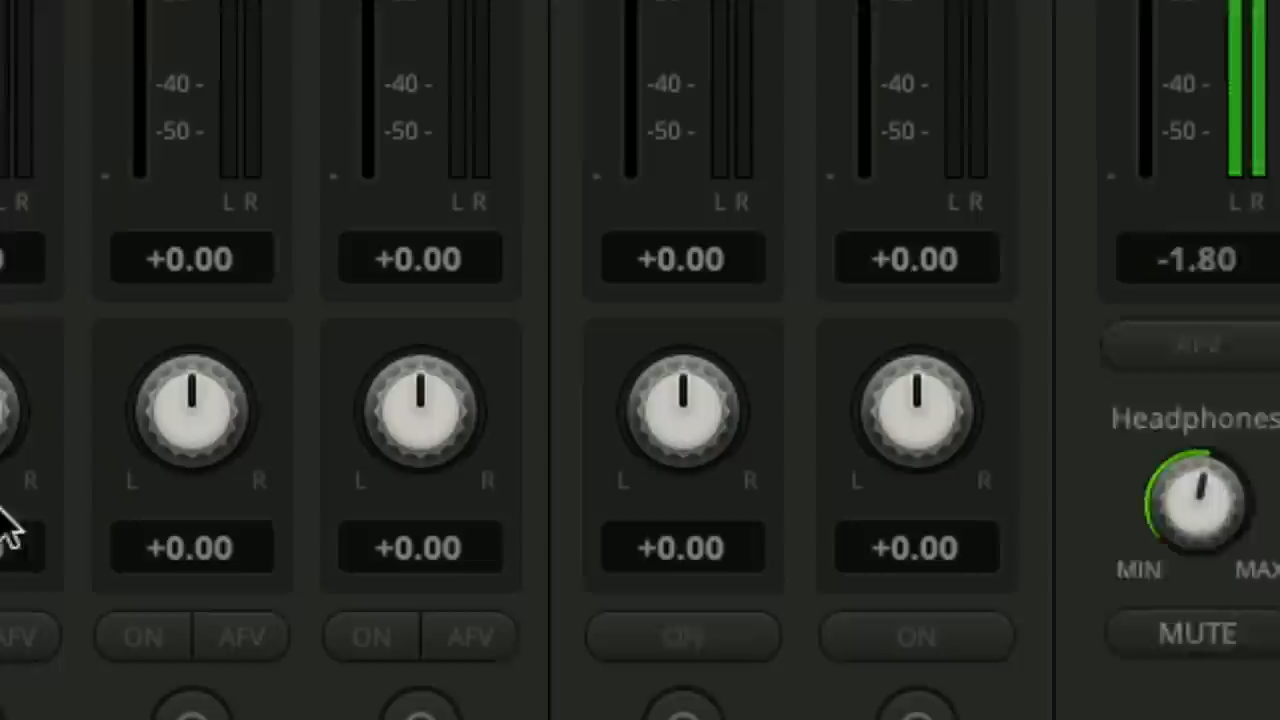 -40 - -40 - -40 - -40 - -40 -
-50 - -50 - -50 - -50 - -50 -
L R L R L R L R L R L R
+0.00 +0.00 +0.00 +0.00 -1.80
AFV
Headphones
L R L R L R L R
R
+0.00 +0.00 +0.00 +0.00
MIN MAX
AFV ON AFV ON AFV ON ON MUTE